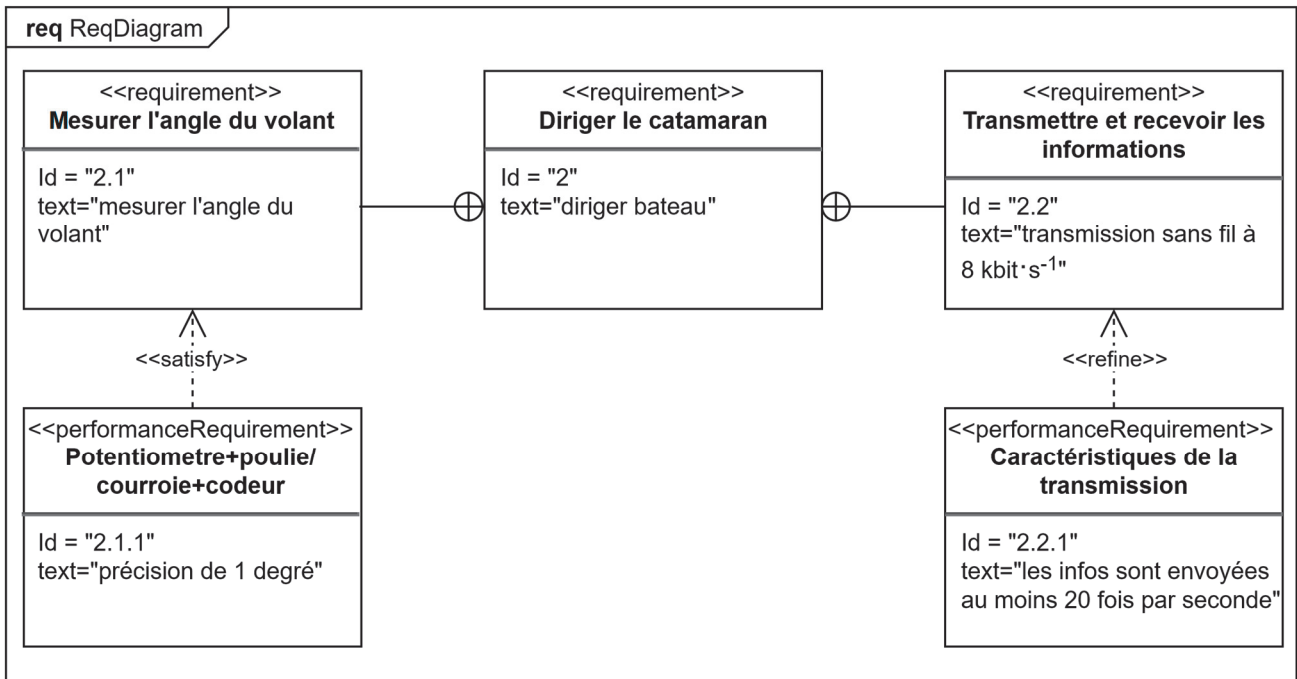 req ReqDiagram
<<requirement>>
Mesurer l'angle du volant
Id = "2.1"
text="mesurer l'angle du
volant"
<<requirement>>
Diriger le catamaran
Id = "2"
text="diriger bateau"
<<requirement>>
Transmettre et recevoir les
informations
Id = "2.2"
text="transmission sans fil à
8 kbit·s-1"
<<satisfy>>
<<refine>>
<<performanceRequirement>>
Potentiometre+poulie/
courroie+codeur
Id = "2.1.1"
text="précision de 1 degré"
<<performanceRequirement>>
Caractéristiques de la
transmission
Id = "2.2.1"
text="les infos sont envoyées
au moins 20 fois par seconde"